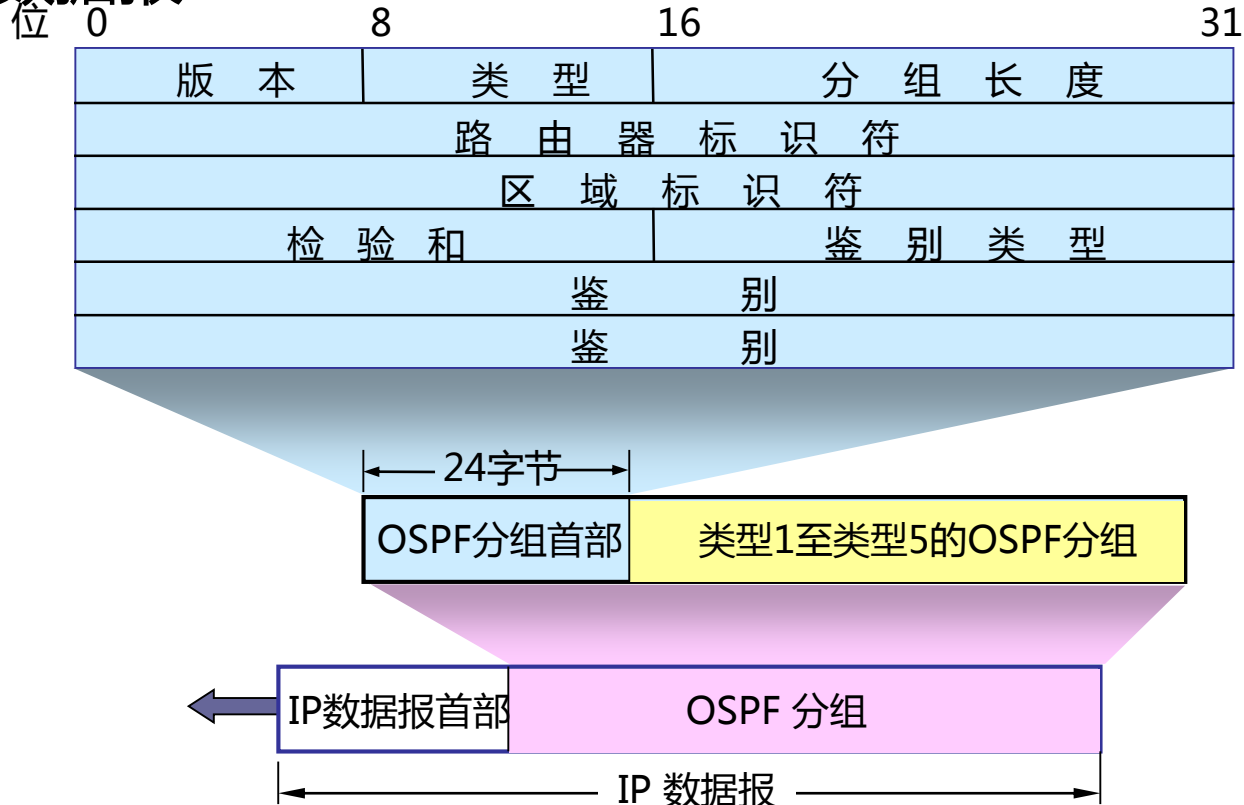 位 0 8 16 31
版 本 类 型 分 组 长 度
路 由 器 标 识 符
区 域 标 识 符
检 验 和 鉴 别 类 型
鉴 别
鉴 别
24字节
OSPF分组首部 类型1至类型5的OSPF分组
IP数据报首部 OSPF 分组
IP 数据报